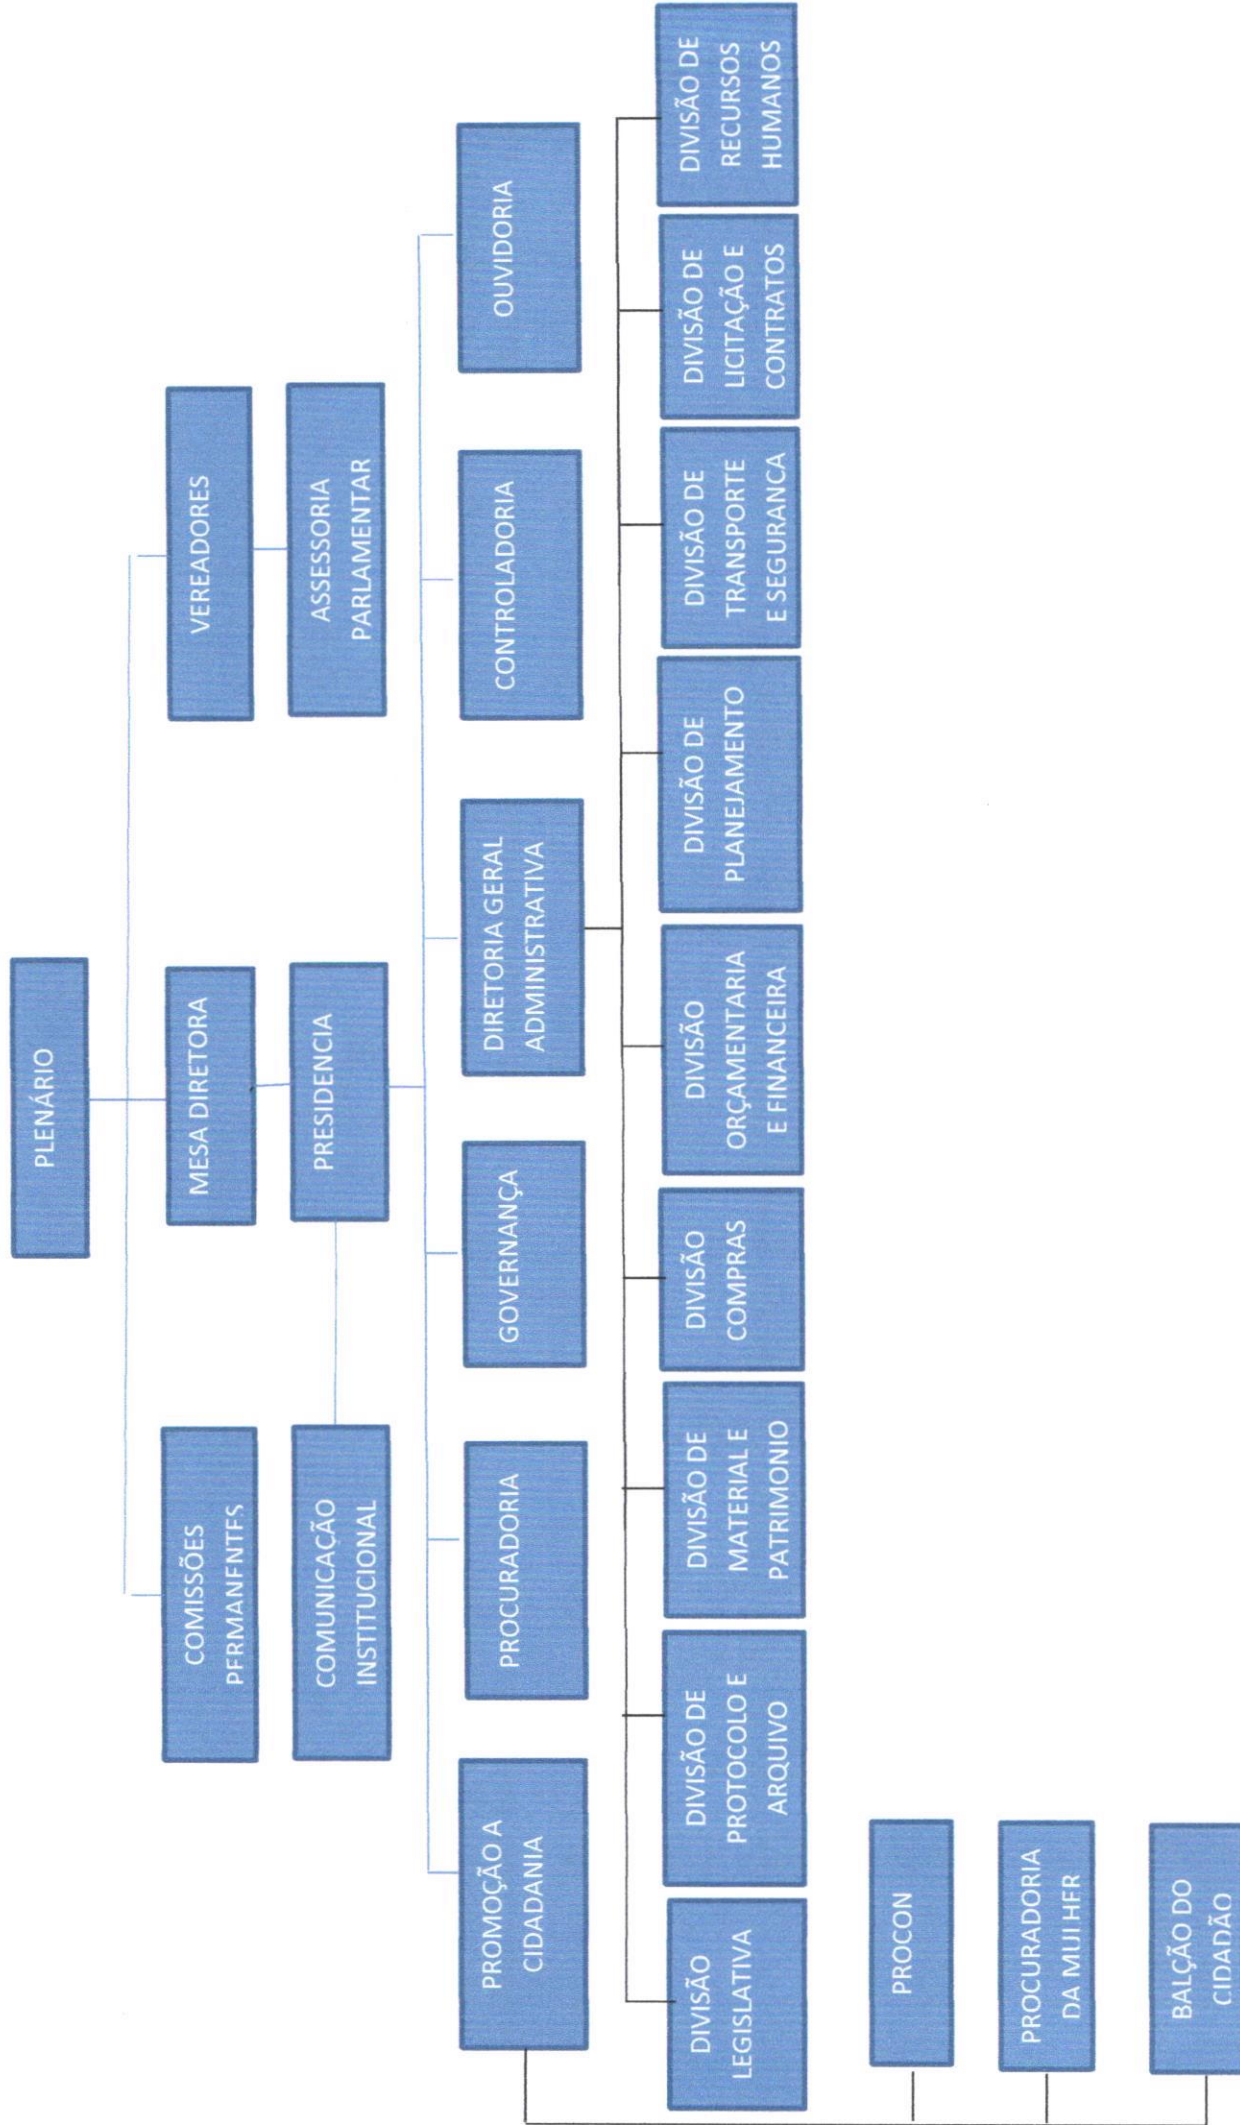 PLENÁRIO
COMISSÕES
PERMANENTES
MESA DIRETORA
VEREADORES
COMUNICAÇÃO
INSTITUCIONAL
PRESIDENCIA
ASSESSORIA
PARLAMENTAR
PROMOÇÃO A
CIDADANIA
PROCURADORIA
GOVERNANÇA
DIRETORIA GERAL
ADMINISTRATIVA
CONTROLADORIA
OUVIDORIA
DIVISÃO
LEGISLATIVA
DIVISÃO DE
PROTOCOLO E
ARQUIVO
DIVISÃO DE
MATERIAL E
PATRIMONIO
DIVISÃO
COMPRAS
DIVISÃO
ORÇAMENTARIA
E FINANCEIRA
DIVISÃO DE
PLANEJAMENTO
DIVISÃO DE
TRANSPORTE
E SEGURANCA
DIVISÃO DE
LICITAÇÃO E
CONTRATOS
DIVISÃO DE
RECURSOS
HUMANOS
PROCON
PROCURADORIA
DA MULHER
BALÇÃO DO
CIDADÃO